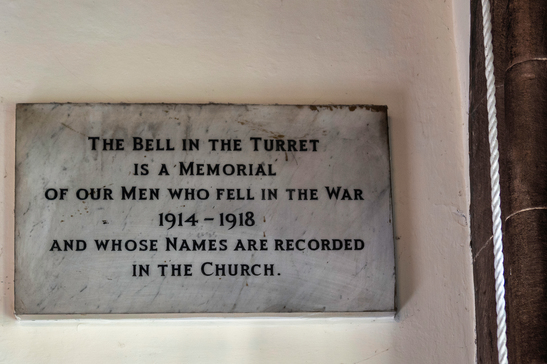 The Bell in the Turret
is a Memorial
of our Men who fell in the War
1914 – 1918
and whose Names are recorded
in the Church.